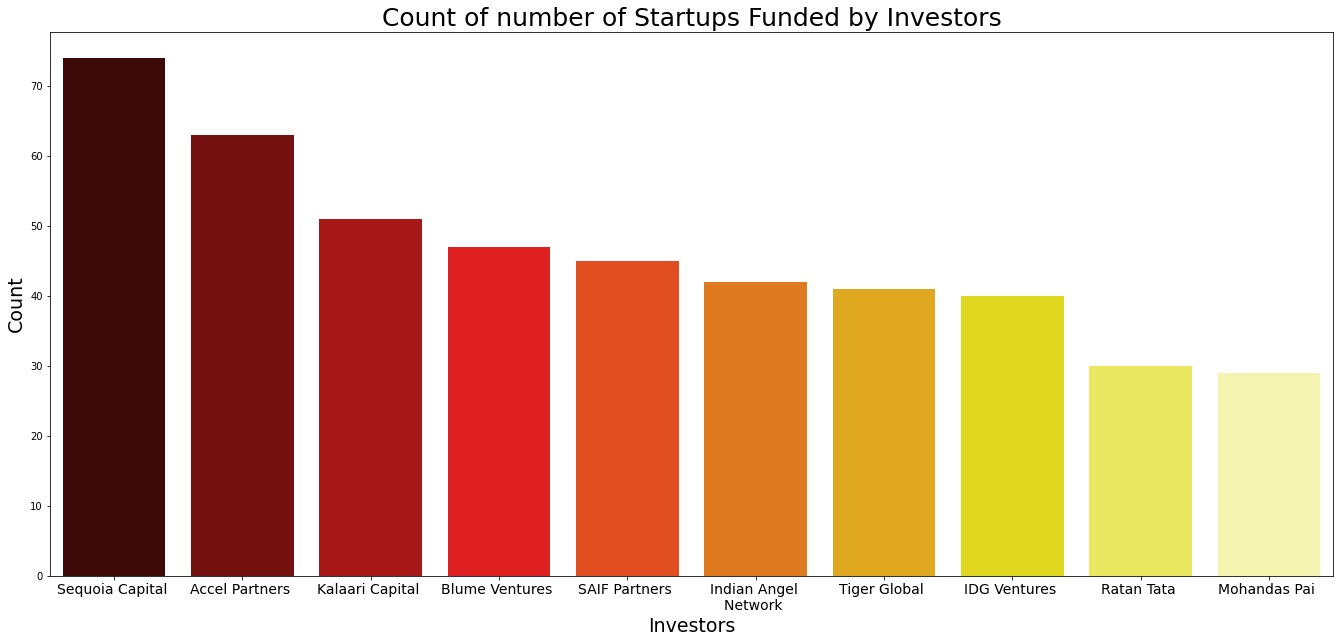 Count of number of Startups Funded by Investors
Count
70
60
50
40
30
20
10
0
Sequoia Capital
Accel Partners
Kalaari Capital
Blume Ventures
SAIF Partners
Indian Angel
Network
Tiger Global
IDG Ventures
Ratan Tata
Mohandas Pai
Investors